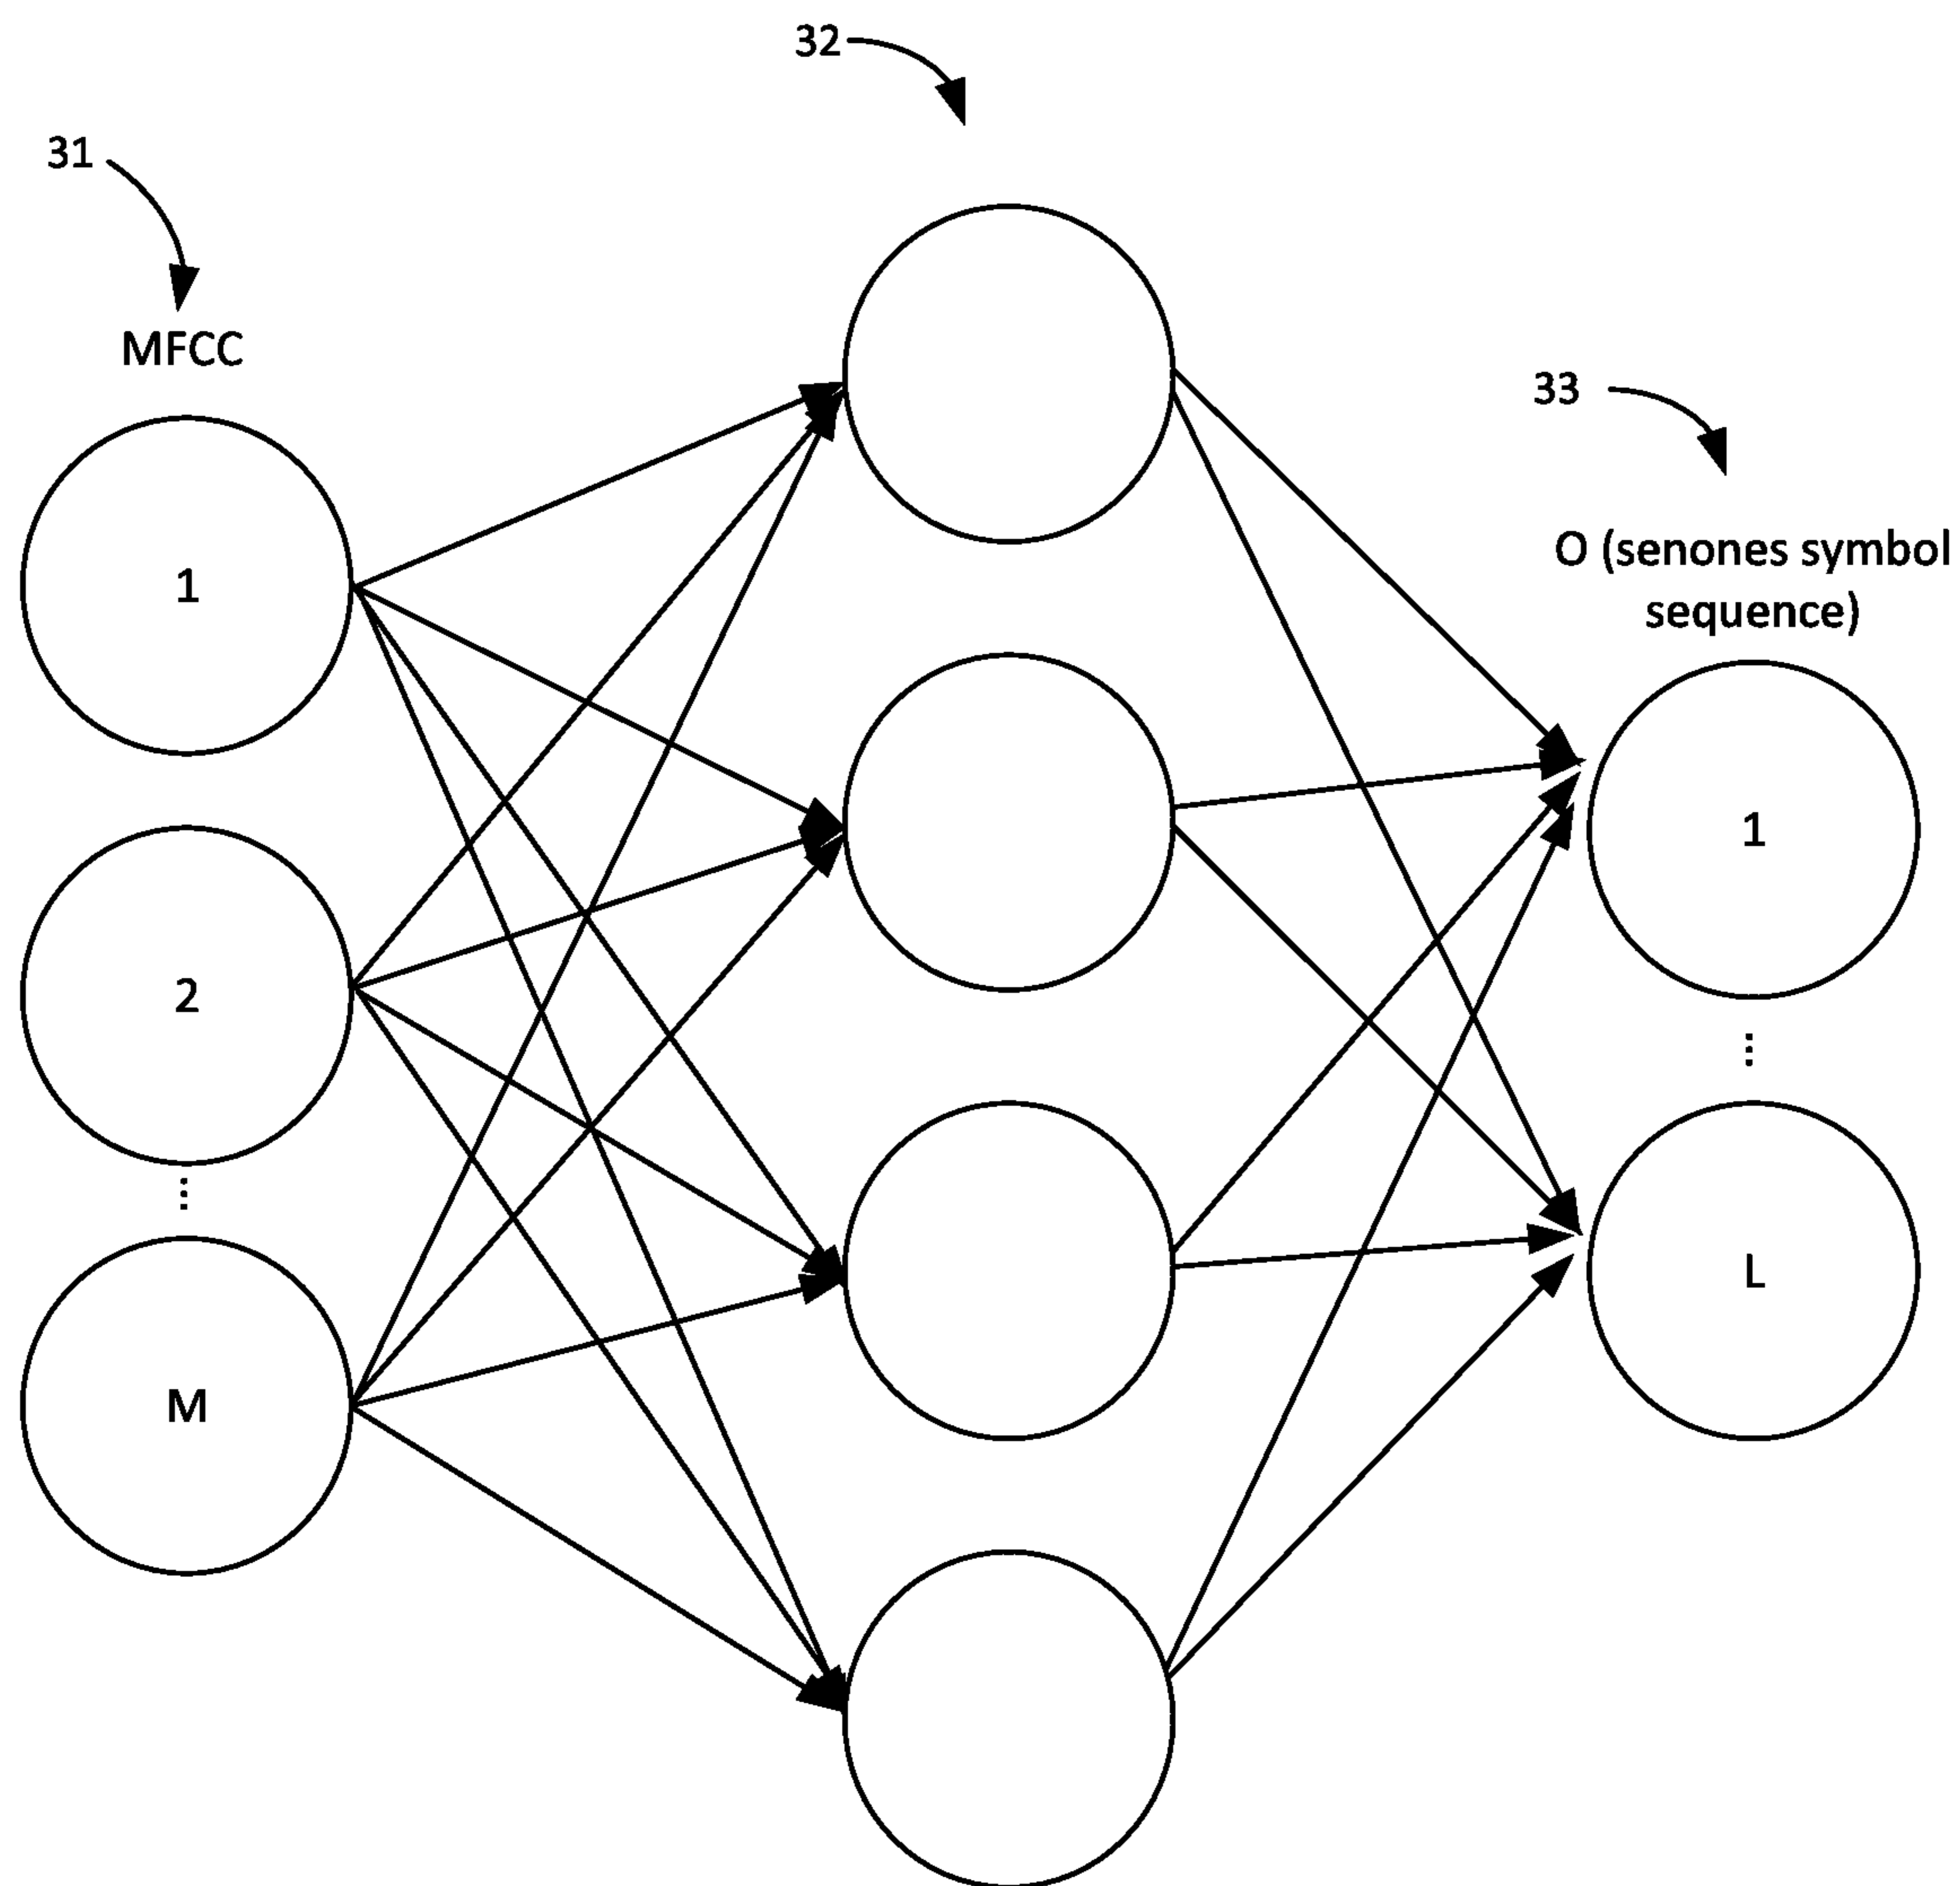 32
31
MFCC
33
O (senones symbol
sequence)
1
1
2
⋮
⋮
M
L